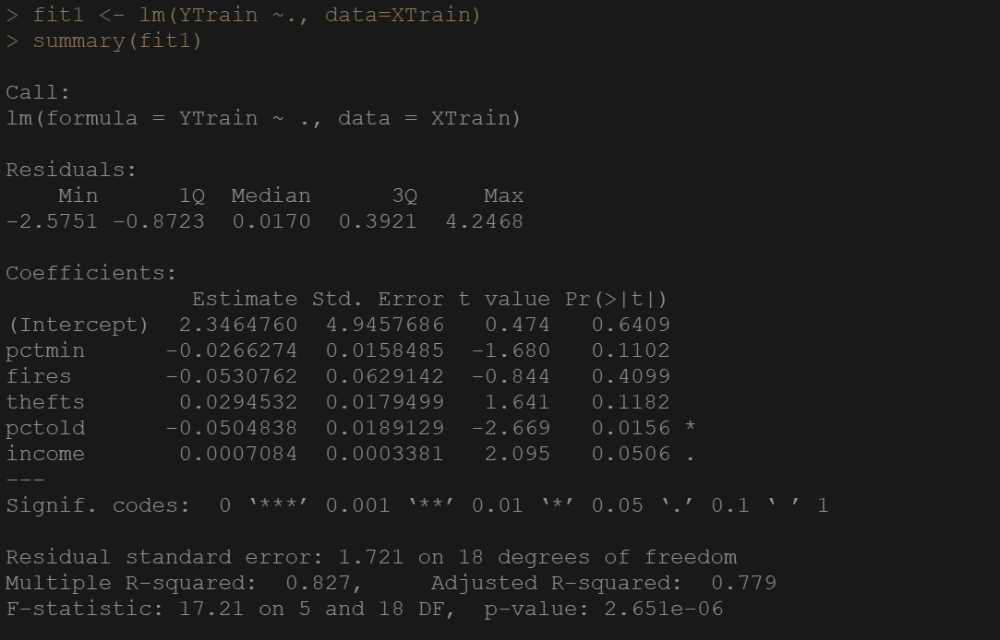 > fit1 <- lm(YTrain ~., data=XTrain)
> summary(fit1)

Call:
lm(formula = YTrain ~ ., data = XTrain)

Residuals:
    Min      1Q  Median      3Q     Max
-2.5751 -0.8723  0.0170  0.3921  4.2468

Coefficients:
              Estimate Std. Error t value Pr(>|t|)
(Intercept)  2.3464760  4.9457686   0.474   0.6409
pctmin      -0.0266274  0.0158485  -1.680   0.1102
fires       -0.0530762  0.0629142  -0.844   0.4099
thefts       0.0294532  0.0179499   1.641   0.1182
pctold      -0.0504838  0.0189129  -2.669   0.0156 *
income       0.0007084  0.0003381   2.095   0.0506 .
---
Signif. codes:  0 ‘***’ 0.001 ‘**’ 0.01 ‘*’ 0.05 ‘.’ 0.1 ‘ ’ 1

Residual standard error: 1.721 on 18 degrees of freedom
Multiple R-squared:  0.827,     Adjusted R-squared:  0.779
F-statistic: 17.21 on 5 and 18 DF,  p-value: 2.651e-06